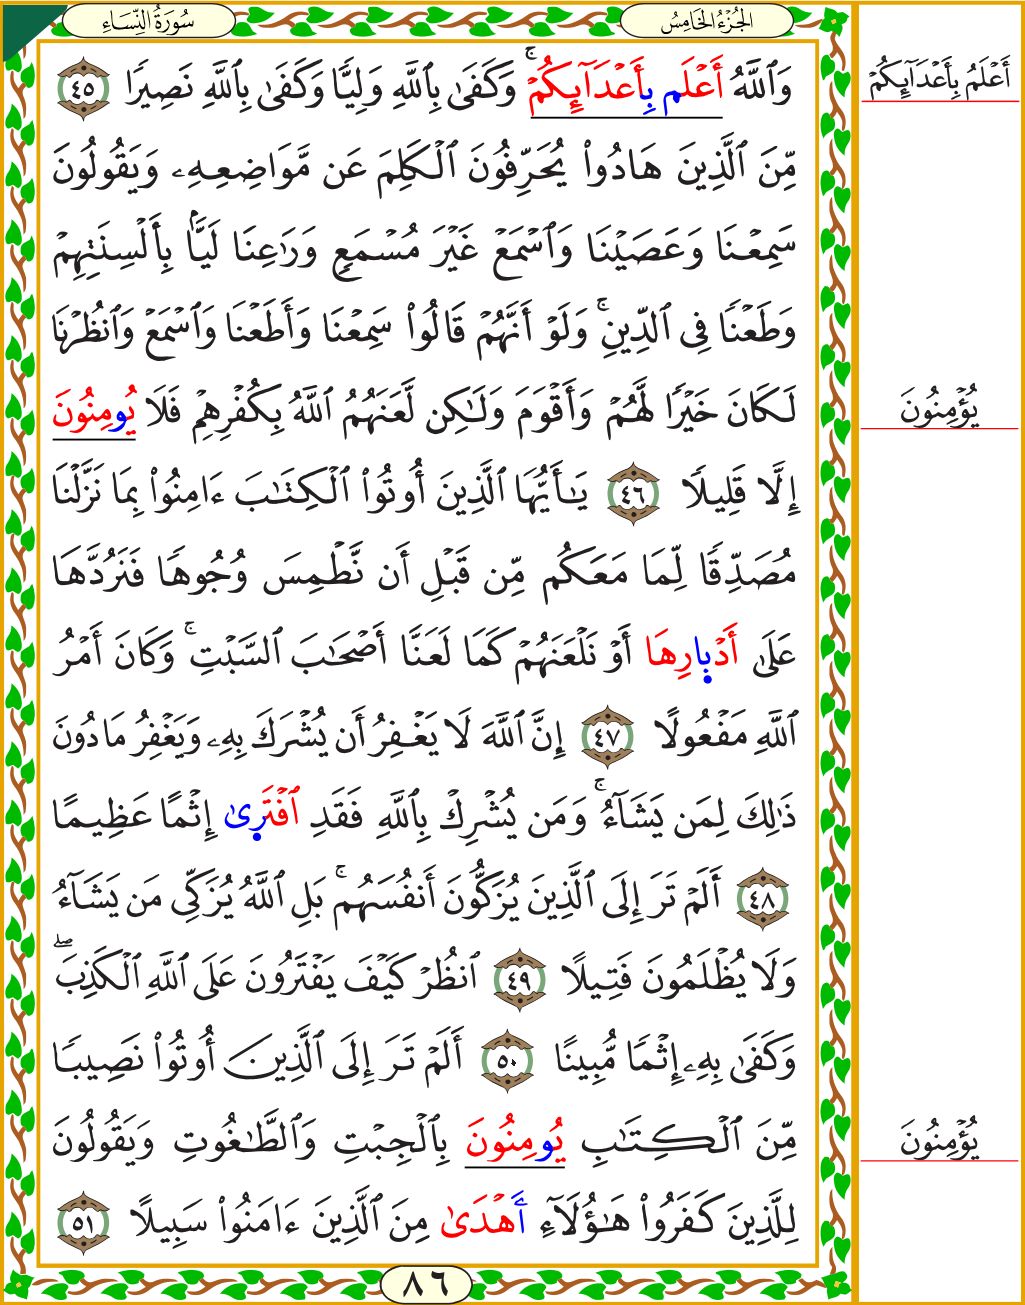 الجُزْءُ الخَامِسُ
سُورَةُ النِّسَاءِ
وَٱللَّهُ أَعْلَم بِأَعْدَآئِكُمْۚ وَكَفَىٰ بِٱللَّهِ وَلِيًّا وَكَفَىٰ بِٱللَّهِ نَصِيرًا ٤٥
أَعْلَمُ بِأَعْدَآئِكُمْ
مِّنَ ٱلَّذِينَ هَادُوا۟ يُحَرِّفُونَ ٱلْكَلِمَ عَن مَّوَاضِعِهِۦ وَيَقُولُونَ
سَمِعْنَا وَعَصَيْنَا وَٱسْمَعْ غَيْرَ مُسْمَعٍ وَرَٰعِنَا لَيًّۢا بِأَلْسِنَتِهِمْ
وَطَعْنًا فِى ٱلدِّينِۚ وَلَوْ أَنَّهُمْ قَالُوا۟ سَمِعْنَا وَأَطَعْنَا وَٱسْمَعْ وَٱنظُرْنَا
لَكَانَ خَيْرًا لَّهُمْ وَأَقْوَمَ وَلَٰكِن لَّعَنَهُمُ ٱللَّهُ بِكُفْرِهِمْ فَلَا يُومِنُونَ
يُؤْمِنُونَ
إِلَّا قَلِيلًا ٤٦ يَٰٓأَيُّهَا ٱلَّذِينَ أُوتُوا۟ ٱلْكِتَٰبَ ءَامِنُوا۟ بِمَا نَزَّلْنَا
مُصَدِّقًا لِّمَا مَعَكُم مِّن قَبْلِ أَن نَّطْمِسَ وُجُوهًا فَنَرُدَّهَا
عَلَىٰٓ أَدْبٜارِهَا أَوْ نَلْعَنَهُمْ كَمَا لَعَنَّا أَصْحَٰبَ ٱلسَّبْتِۚ وَكَانَ أَمْرُ
ٱللَّهِ مَفْعُولًا ٤٧ إِنَّ ٱللَّهَ لَا يَغْفِرُ أَن يُشْرَكَ بِهِۦ وَيَغْفِرُ مَا دُونَ
ذَٰلِكَ لِمَن يَشَآءُۚ وَمَن يُشْرِكْ بِٱللَّهِ فَقَدِ ٱفْتَرٜىٰ إِثْمًا عَظِيمًا
٤٨ أَلَمْ تَرَ إِلَى ٱلَّذِينَ يُزَكُّونَ أَنفُسَهُمۚ بَلِ ٱللَّهُ يُزَكِّى مَن يَشَآءُ
وَلَا يُظْلَمُونَ فَتِيلًا ٤٩ ٱنظُرْ كَيْفَ يَفْتَرُونَ عَلَى ٱللَّهِ ٱلْكَذِبَۖ
وَكَفَىٰ بِهِۦٓ إِثْمًا مُّبِينًا ٥٠ أَلَمْ تَرَ إِلَى ٱلَّذِينَ أُوتُوا۟ نَصِيبًا
مِّنَ ٱلْكِتَٰبِ يُومِنُونَ بِٱلْجِبْتِ وَٱلطَّٰغُوتِ وَيَقُولُونَ
يُؤْمِنُونَ
لِلَّذِينَ كَفَرُوا۟ هَٰٓؤُلَآءِ أَهْدَىٰ مِنَ ٱلَّذِينَ ءَامَنُوا۟ سَبِيلًا ٥١
٨٦